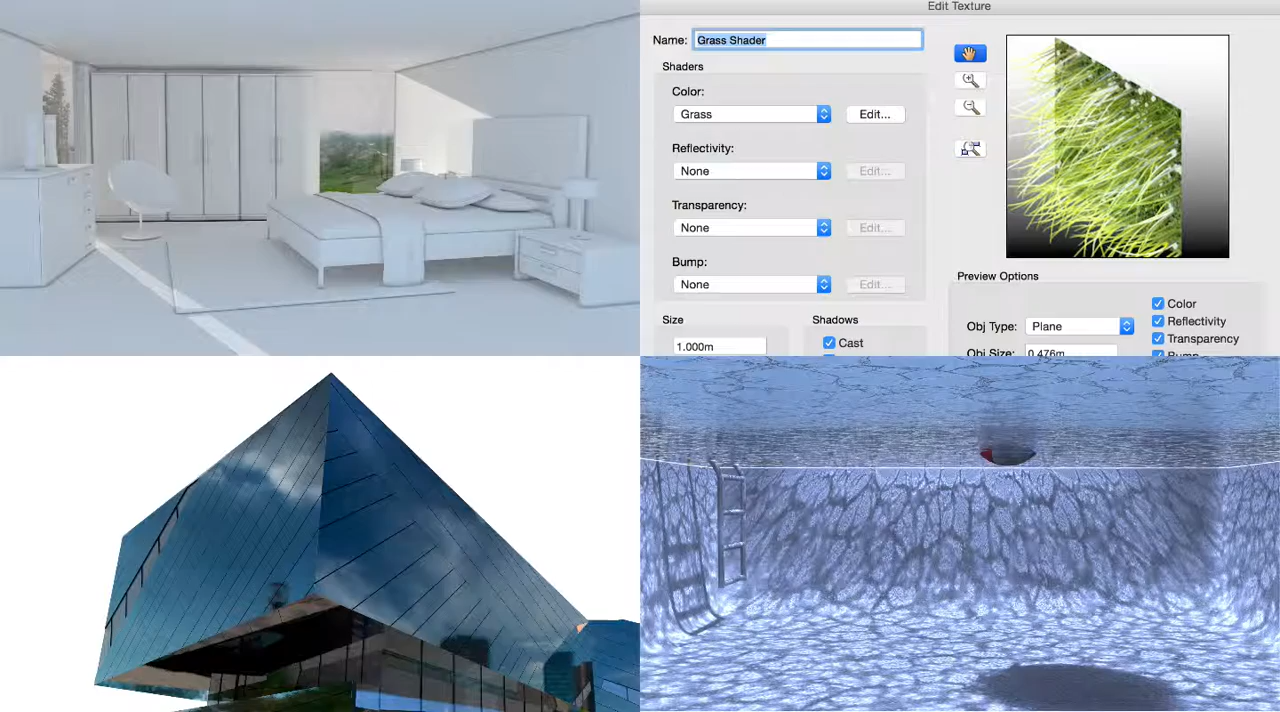 Edit Texture
Name: Grass Shader
Shaders
Color:
Grass Edit...
Reflectivity:
None Edit...
Transparency:
None Edit...
Bump:
None Edit...
Size
1.000m
Shadows
Cast
Preview Options
Obj Type: Plane
Obj Size: 0.476m
Color
Reflectivity
Transparency
Bump